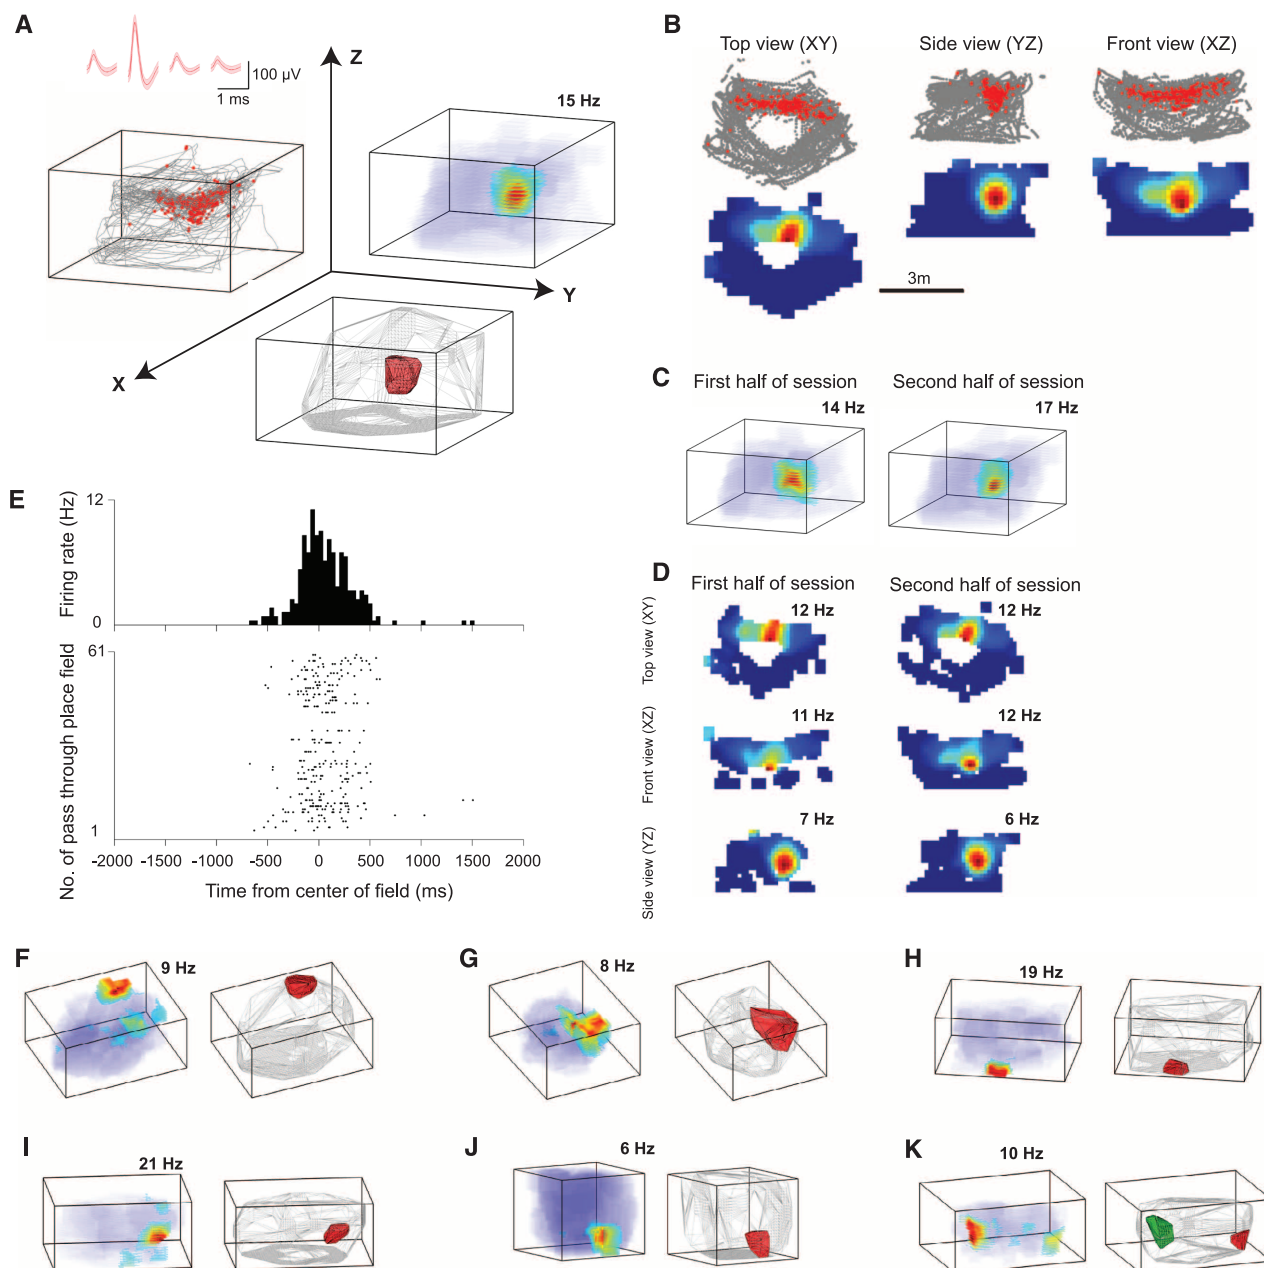 A
100 µV
1 ms
Z
15 Hz
Y
X
B
Top view (XY)
Side view (YZ)
Front view (XZ)
3m
C
First half of session
Second half of session
14 Hz
17 Hz
D
First half of session
Second half of session
Top view (XY)
12 Hz
12 Hz
Front view (XZ)
11 Hz
12 Hz
Side view (YZ)
7 Hz
6 Hz
E
Firing rate (Hz)
12
0
No. of pass through place field
61
1
-2000 -1500 -1000 -500 0 500 1000 1500 2000
Time from center of field (ms)
F
9 Hz
G
8 Hz
H
19 Hz
I
21 Hz
J
6 Hz
K
10 Hz